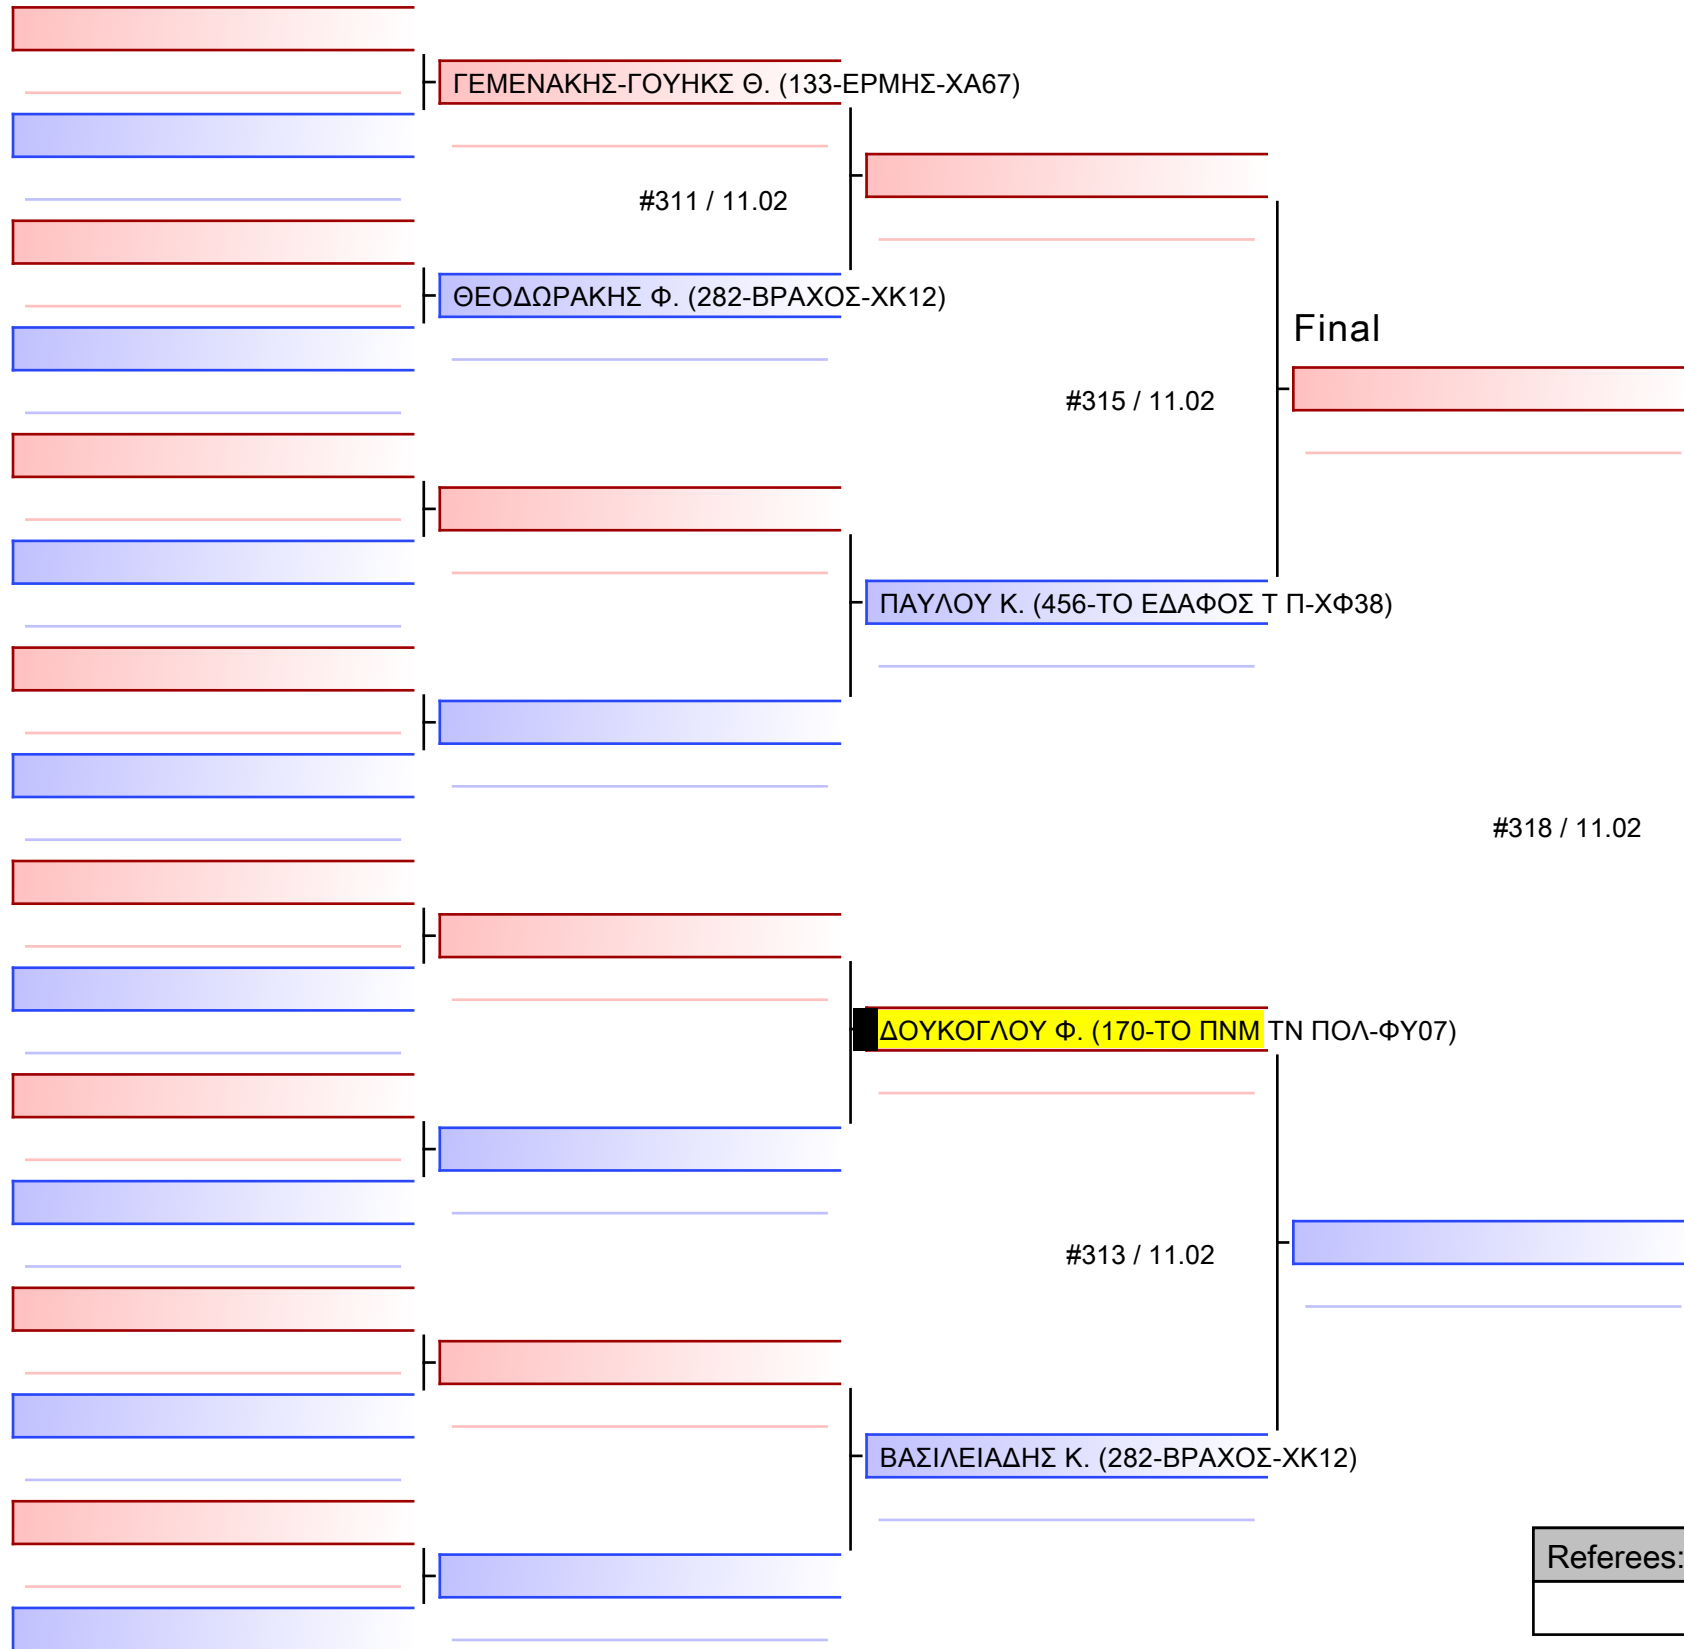 ΓΕΜΕΝΑΚΗΣ-ΓΟΥΗΚΣ Θ. (133-ΕΡΜΗΣ-ΧΑ67)
#311 / 11.02
ΘΕΟΔΩΡΑΚΗΣ Φ. (282-ΒΡΑΧΟΣ-ΧΚ12)
Final
#315 / 11.02
ΠΑΥΛΟΥ Κ. (456-ΤΟ ΕΔΑΦΟΣ Τ Π-ΧΦ38)
#318 / 11.02
ΔΟΥΚΟΓΛΟΥ Φ. (170-ΤΟ ΠΝΜ ΤΝ ΠΟΛ-ΦΥ07)
#313 / 11.02
ΒΑΣΙΛΕΙΑΔΗΣ Κ. (282-ΒΡΑΧΟΣ-ΧΚ12)
Referees: